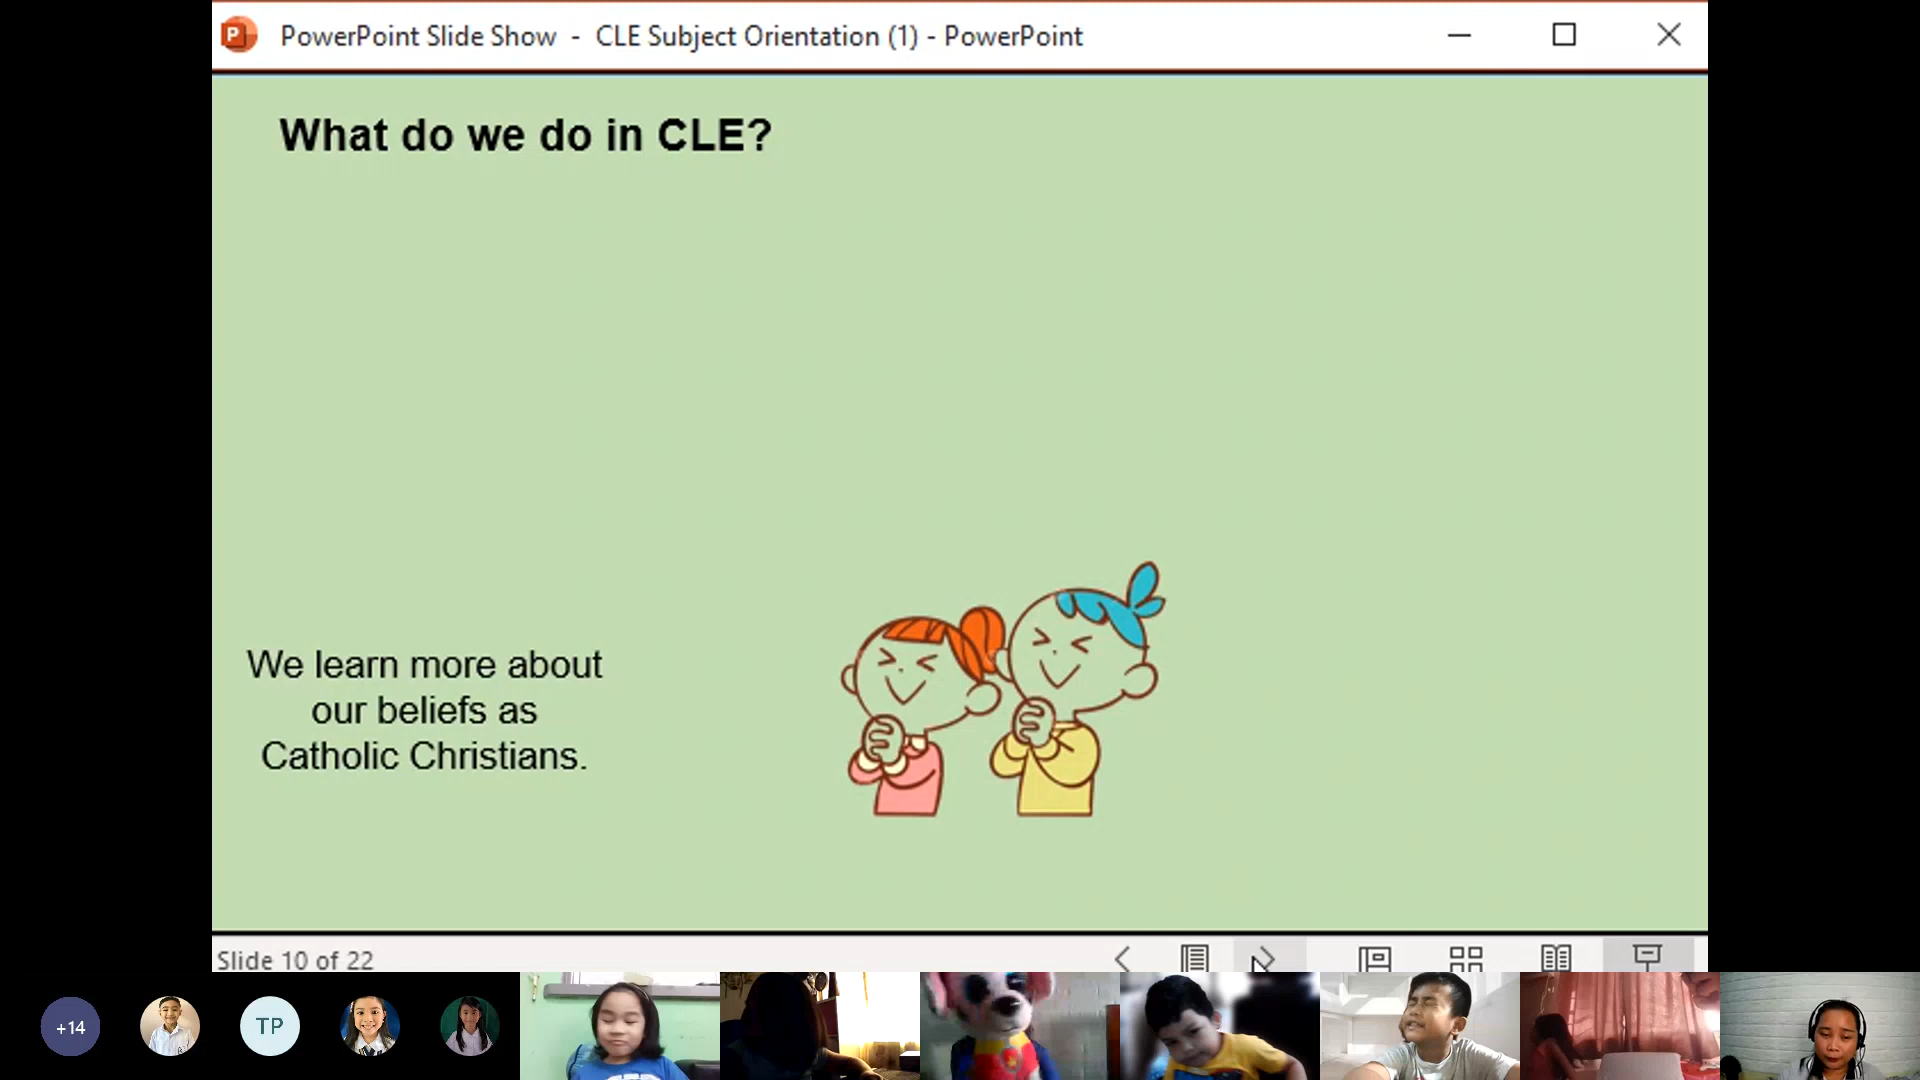 PowerPoint Slide Show - CLE Subject Orientation (1) - PowerPoint
What do we do in CLE?
We learn more about
our beliefs as
Catholic Christians.
Slide 10 of 22
+14
TP